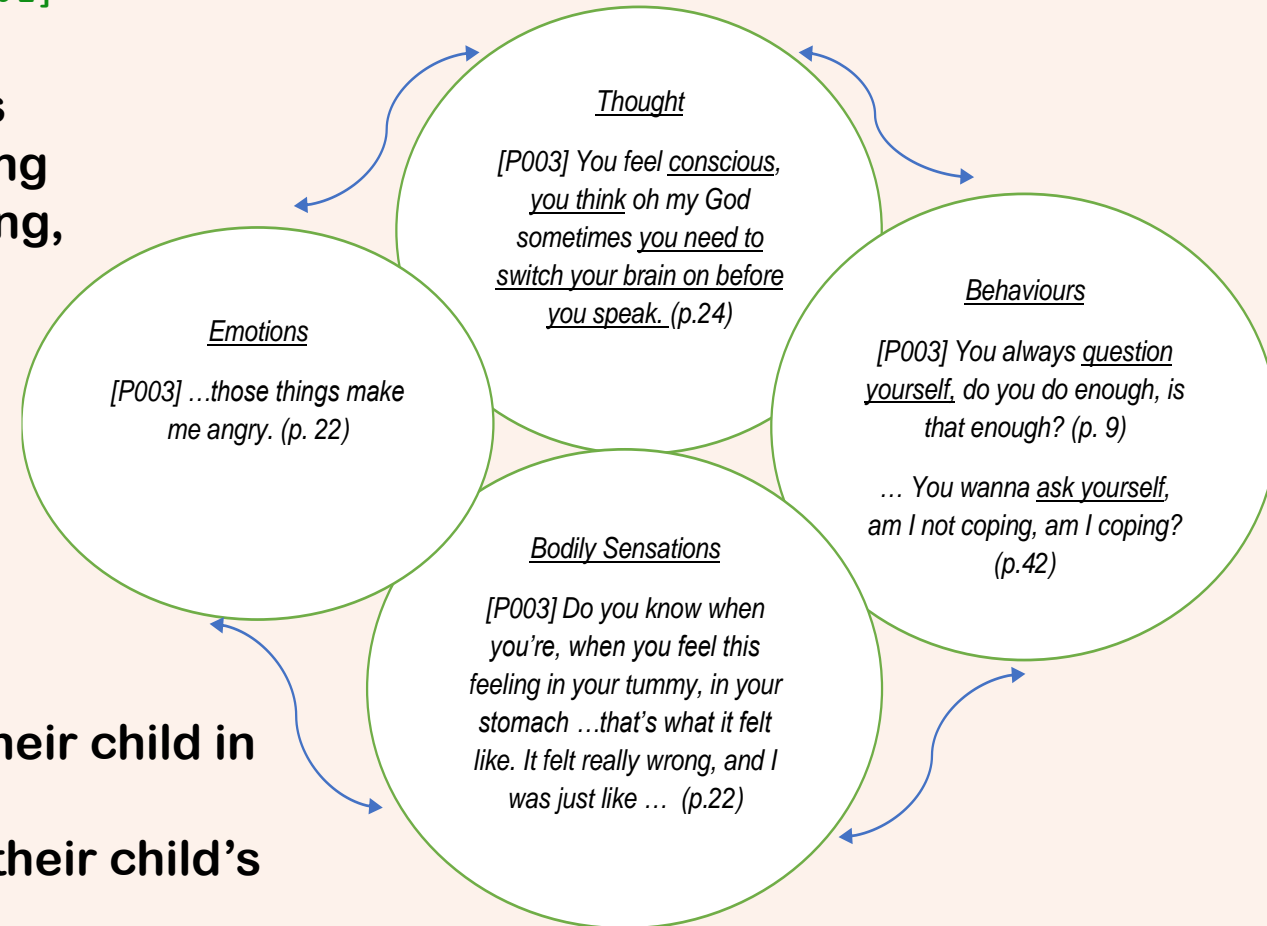 Thought
[P003] You feel conscious,
you think oh my God
sometimes you need to
switch your brain on before
you speak. (p.24)
Emotions
[P003] …those things make
me angry. (p. 22)
Behaviours
[P003] You always question
yourself, do you do enough, is
that enough? (p. 9)
… You wanna ask yourself,
am I not coping, am I coping?
(p.42)
Bodily Sensations
[P003] Do you know when
you’re, when you feel this
feeling in your tummy, in your
stomach …that’s what it felt
like. It felt really wrong, and I
was just like … (p.22)
child in
their child’s